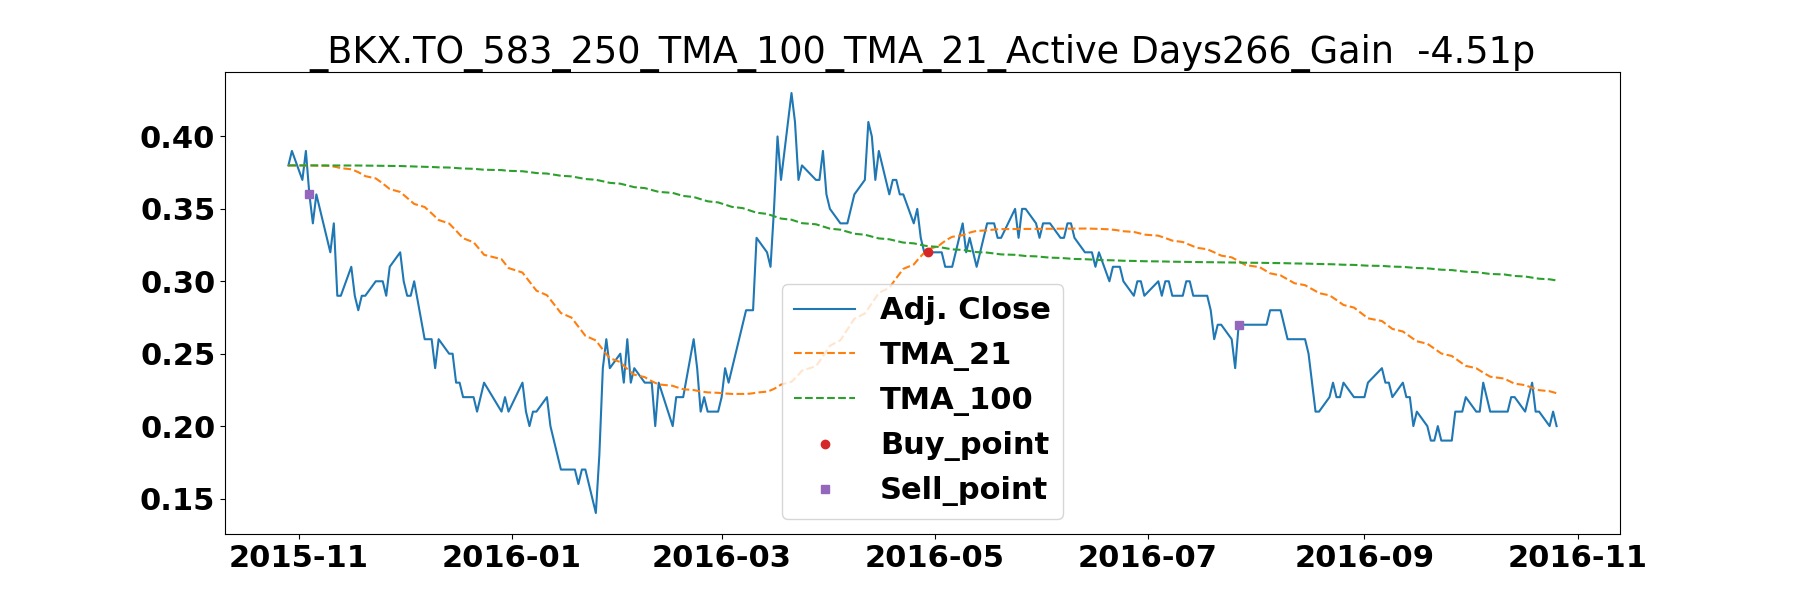 _BKX.TO_583_250_TMA_100_TMA_21_Active Days266_Gain  -4.51p
0.40
0.35
0.30
0.25
0.20
0.15
Adj. Close
TMA_21
TMA_100
Buy_point
Sell_point
2015-11 2016-01 2016-03 2016-05 2016-07 2016-09 2016-11